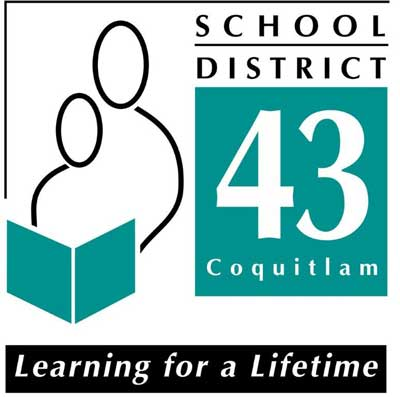 SCHOOL
DISTRICT
43
Coquitlam
Learning for a Lifetime